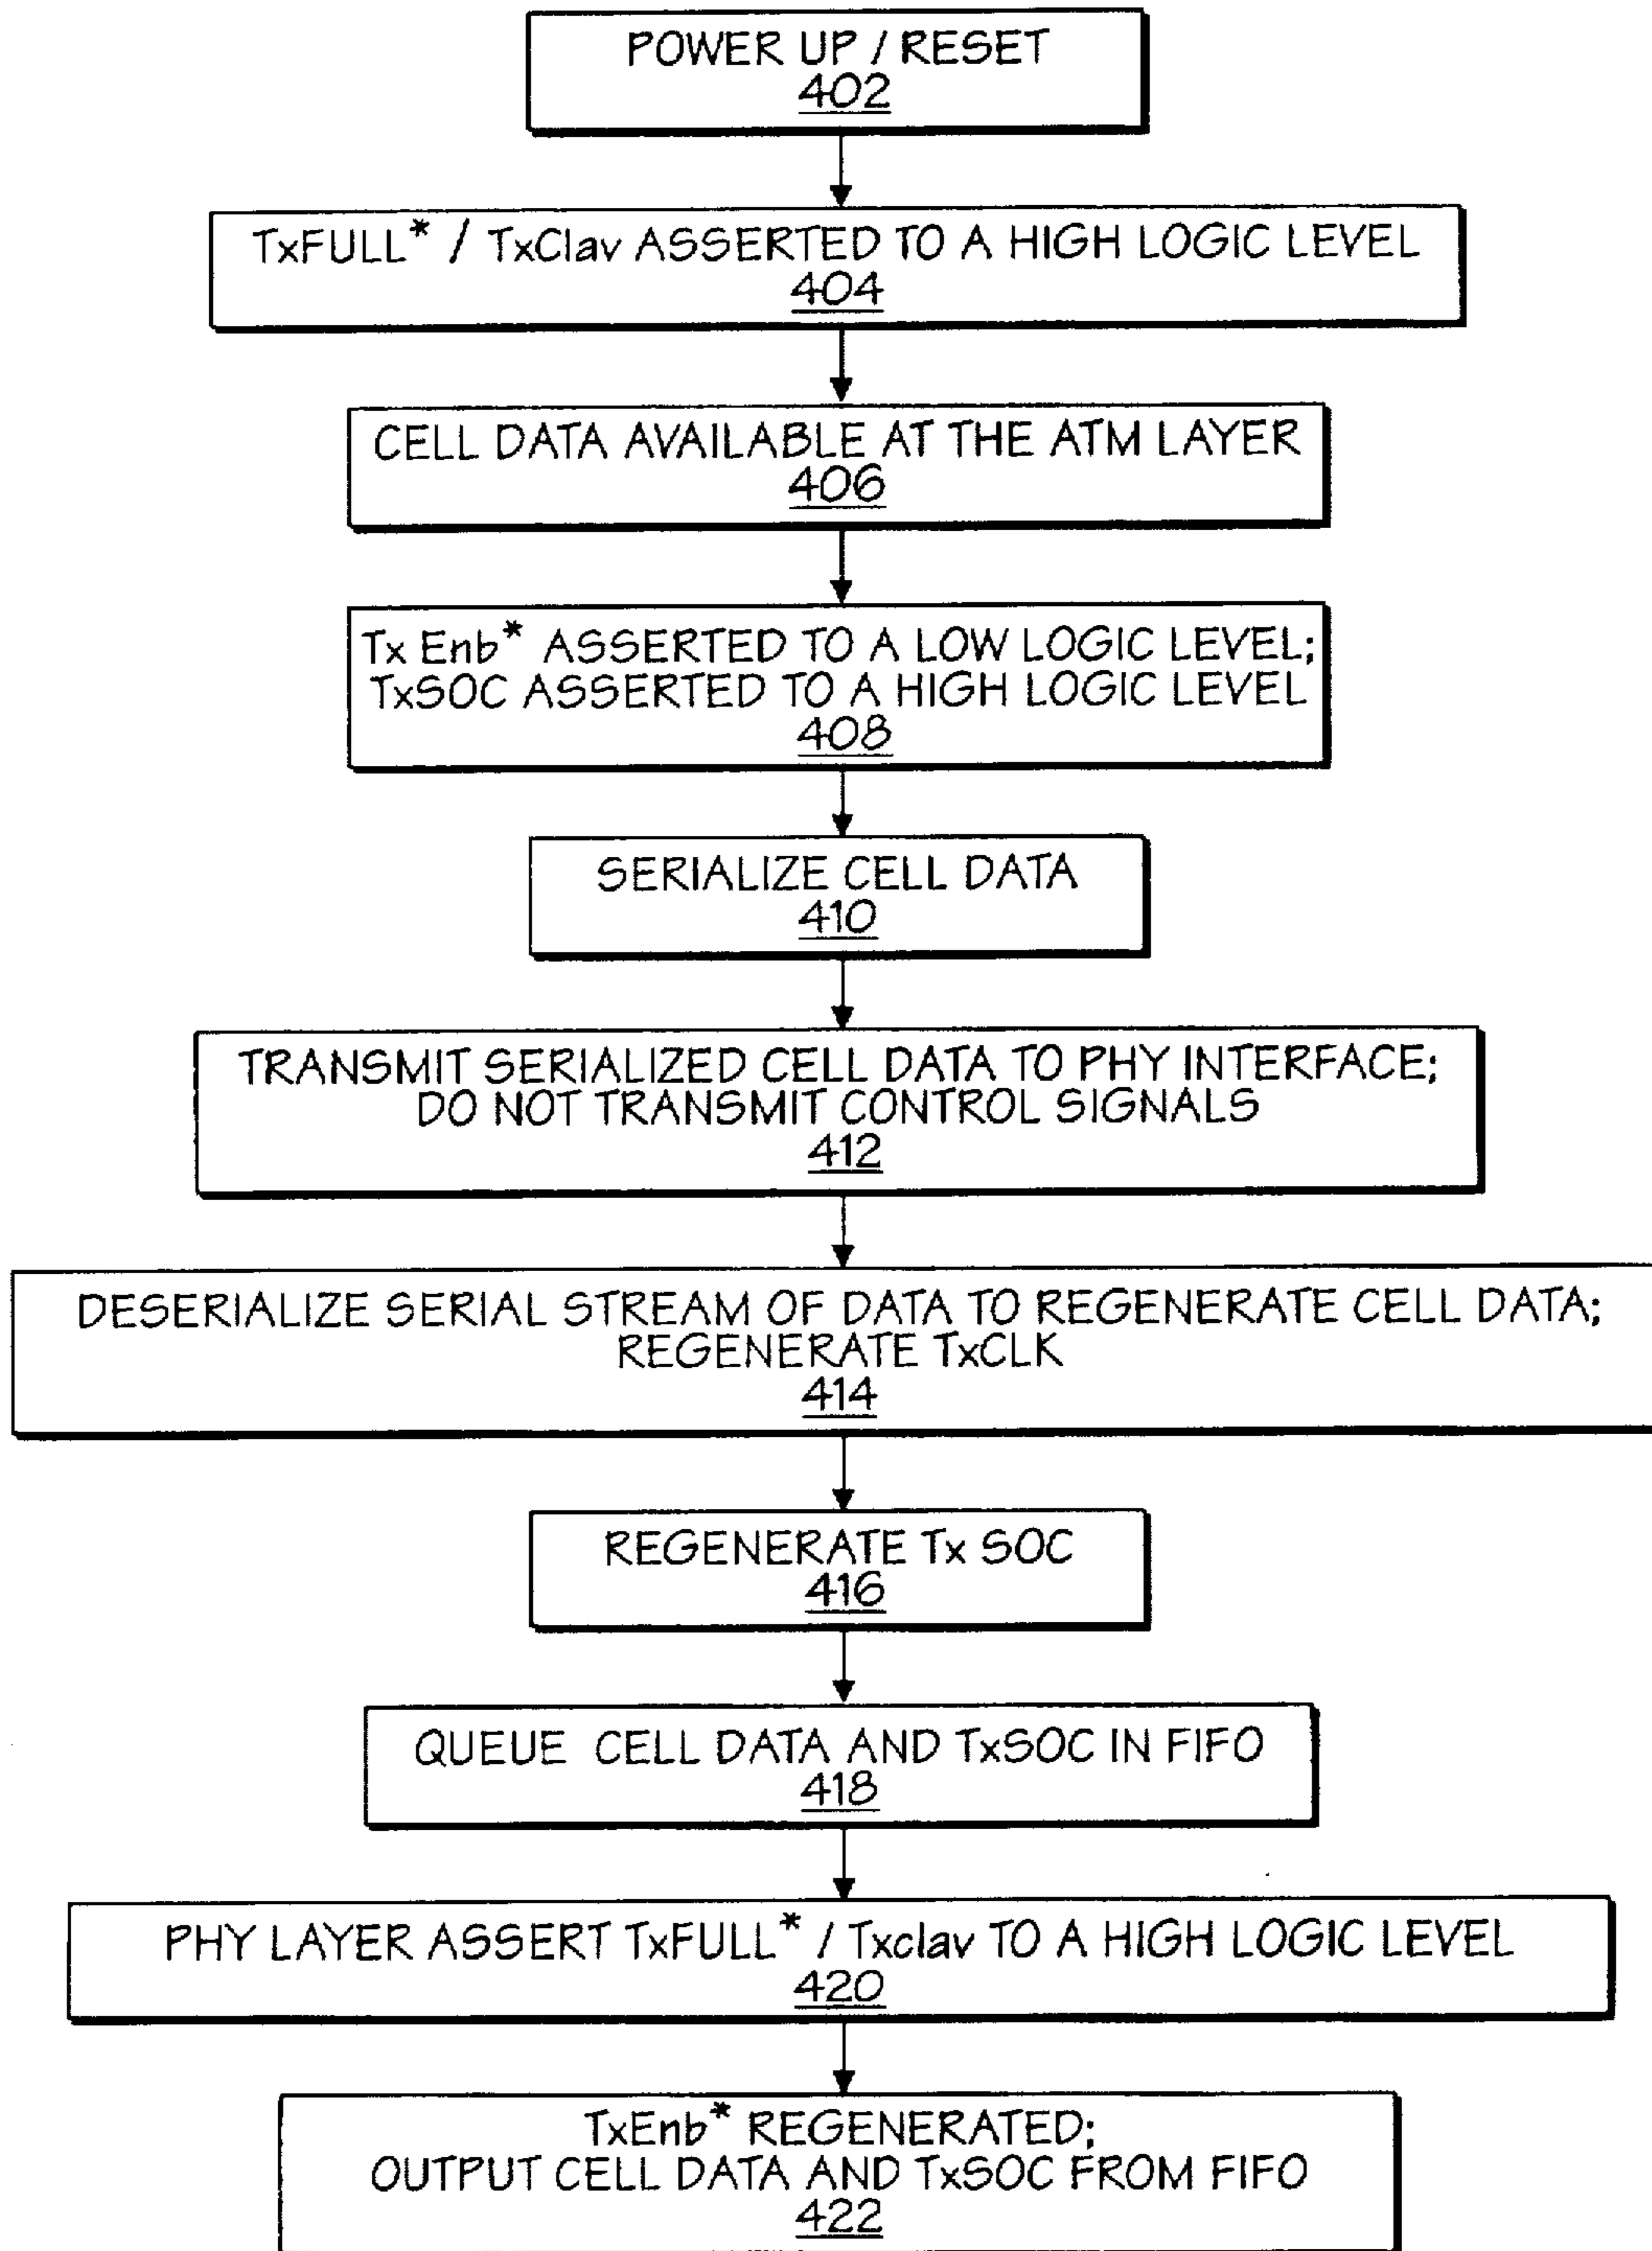 POWER UP / RESET
402
TxFULL* / TxClav ASSERTED TO A HIGH LOGIC LEVEL
404
CELL DATA AVAILABLE AT THE ATM LAYER
406
Tx Enb* ASSERTED TO A LOW LOGIC LEVEL;
TxSOC ASSERTED TO A HIGH LOGIC LEVEL
408
SERIALIZE CELL DATA
410
TRANSMIT SERIALIZED CELL DATA TO PHY INTERFACE;
DO NOT TRANSMIT CONTROL SIGNALS
412
DESERIALIZE SERIAL STREAM OF DATA TO REGENERATE CELL DATA;
REGENERATE TxCLK
414
REGENERATE Tx SOC
416
QUEUE CELL DATA AND TxSOC IN FIFO
418
PHY LAYER ASSERT TxFULL* / Txclav TO A HIGH LOGIC LEVEL
420
TxEnb* REGENERATED;
OUTPUT CELL DATA AND TxSOC FROM FIFO
422